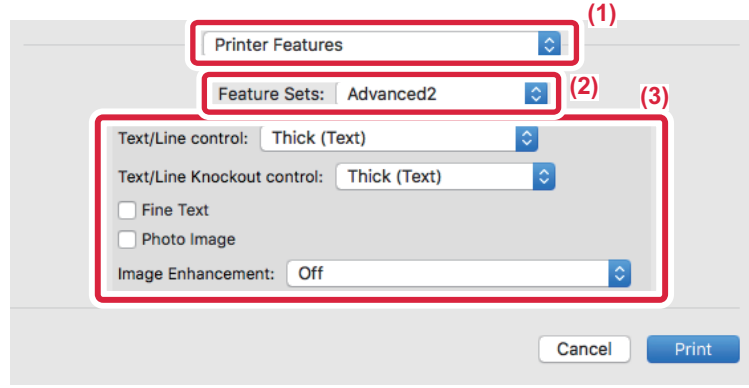 (1)
Printer Features
(2)
Feature Sets: Advanced2
(3)
Text/Line control: Thick (Text)
Text/Line Knockout control: Thick (Text)
Fine Text
Photo Image
Image Enhancement: Off
Cancel Print